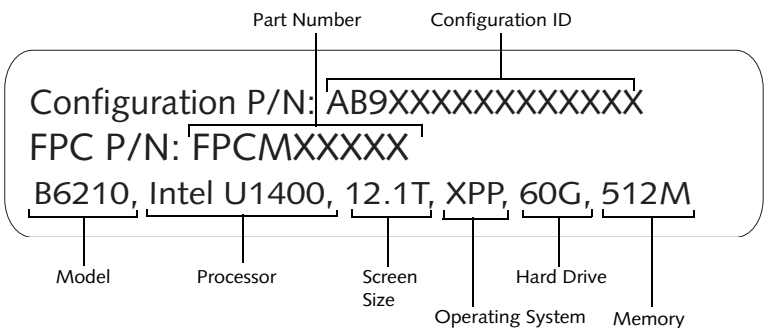 Part Number
Configuration ID
Configuration P/N: AB9XXXXXXXXXXXX
FPC P/N: FPCMXXXXX
B6210, Intel U1400, 12.1T, XPP, 60G, 512M
Model
Processor
Screen
Size
Hard Drive
Operating System
Memory